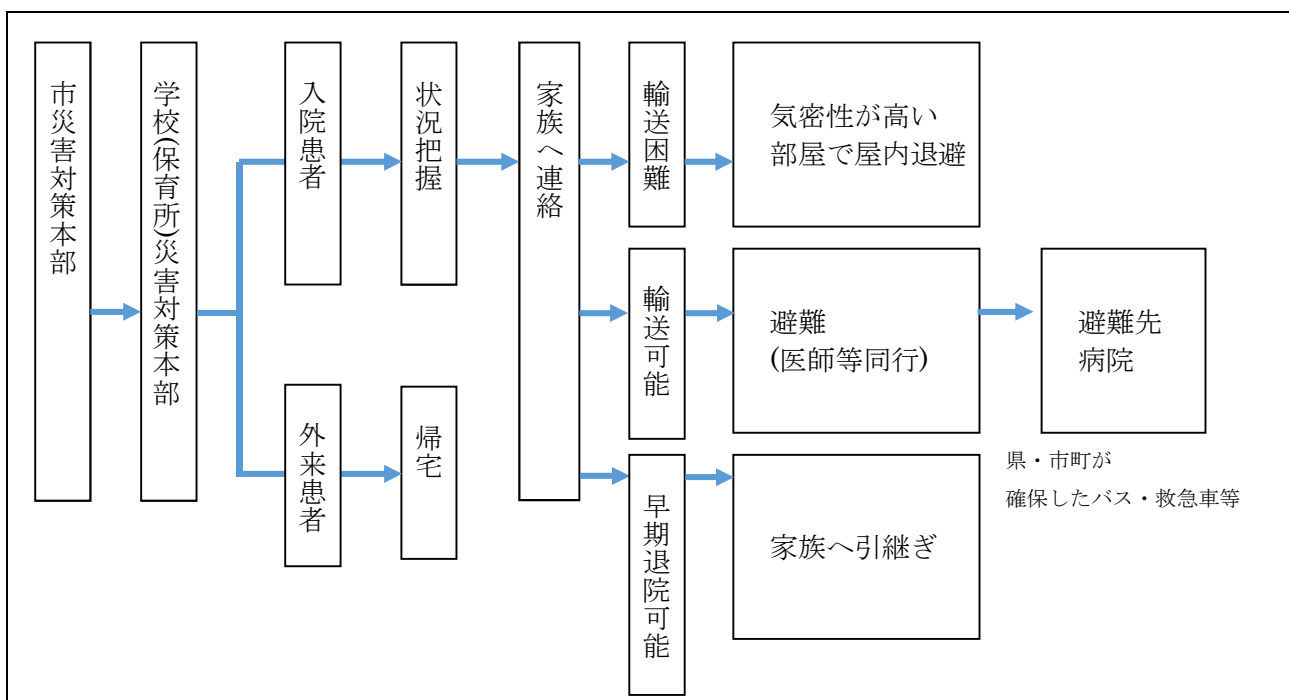 市災害対策本部
学校(保育所)災害対策本部
入院患者
状況把握
家族へ連絡
輸送困難
気密性が高い
部屋で屋内退避
輸送可能
避難
(医師等同行)
避難先
病院
県・市町が
確保したバス・救急車等
外来患者
帰宅
早期退院可能
家族へ引継ぎ